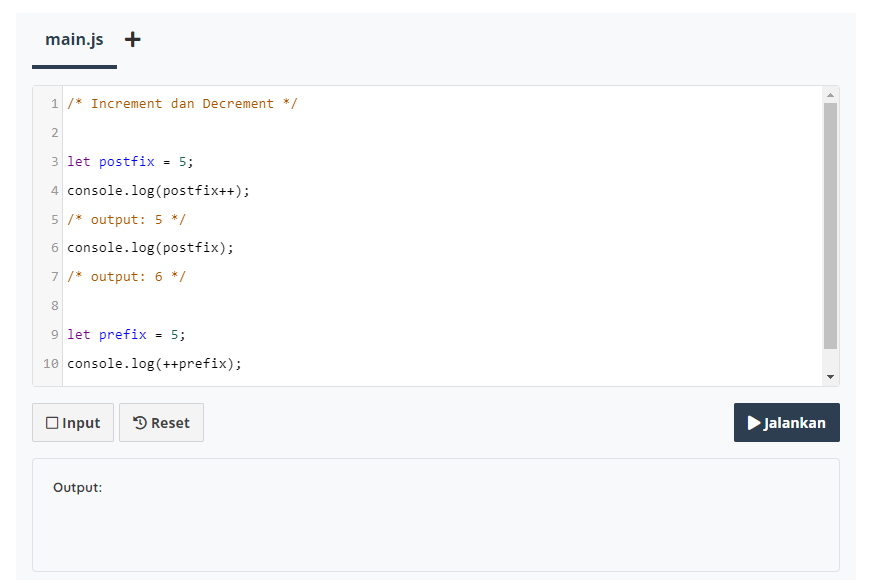 main.js +
1 /* Increment dan Decrement */
2
3 let postfix = 5;
4 console.log(postfix++);
5 /* output: 5 */
6 console.log(postfix);
7 /* output: 6 */
8
9 let prefix = 5;
10 console.log(++prefix);
Input Reset Jalankan
Output: